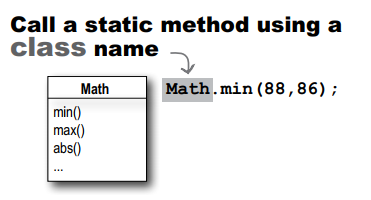 Call a static method using a
class name
Math
min()
max()
abs()
...
Math.min(88,86);